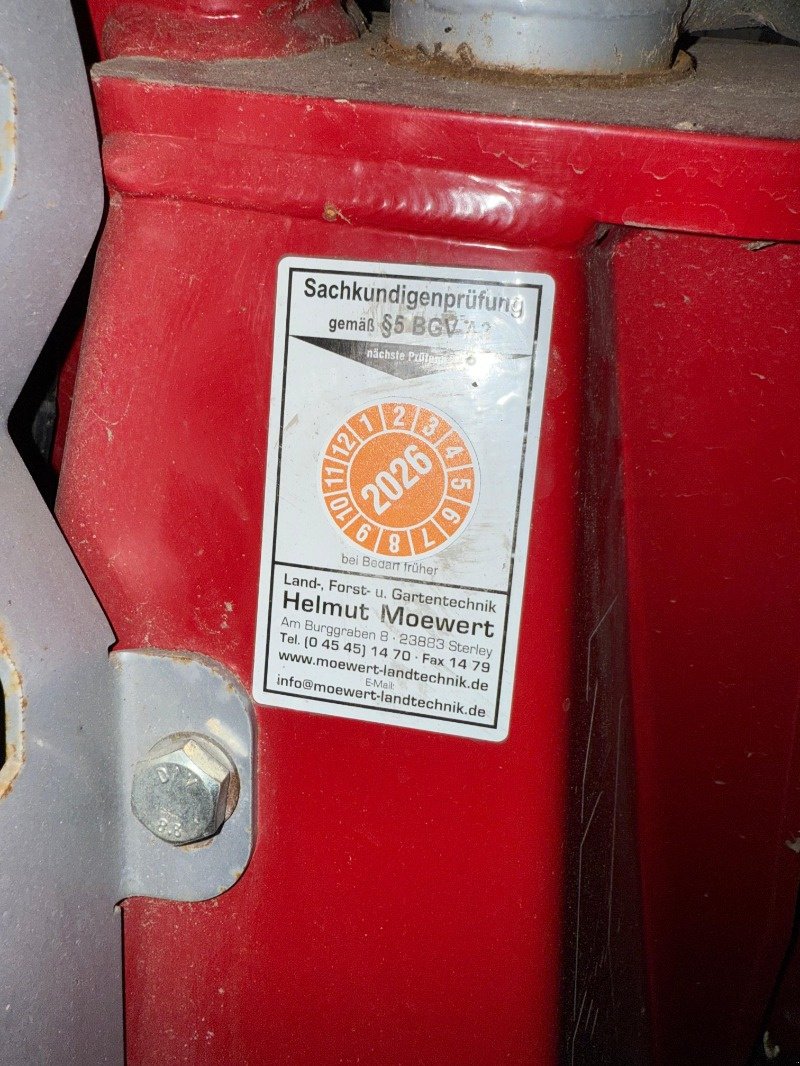 Sachkundigenprüfung
gemäß §5 BGV
nächste
1 2 3 4 5 6 7 8 9 10 11 12
2026
bei Bedarf früher
Land-, Forst- u. Gartentechnik
Helmut Moewert
Am Burggraben 8 · 23883 Sterley
Tel. (0 45 45) 14 70 · Fax 14 79
www.moewert-landtechnik.de
E-Mail:
info@moewert-landtechnik.de
8.8